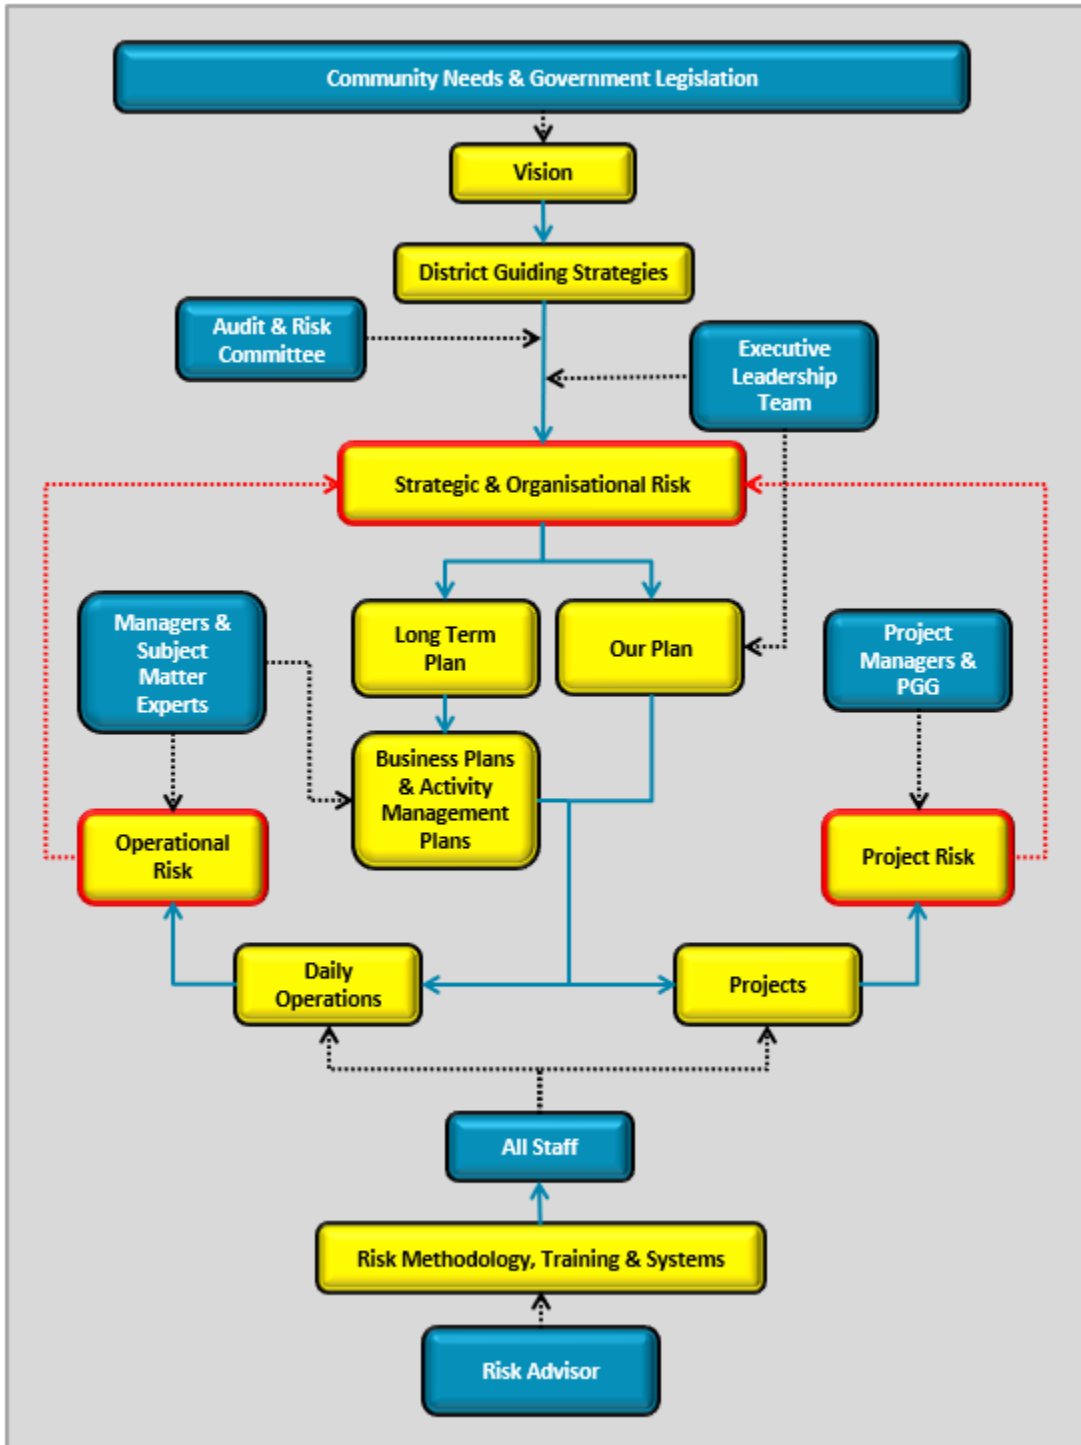 Community Needs & Government Legislation
Vision
District Guiding Strategies
Audit & Risk
Committee
Executive
Leadership
Team
Strategic & Organisational Risk
Managers &
Subject
Matter
Experts
Long Term
Plan
Our Plan
Project
Managers &
PGG
Business Plans
& Activity
Management
Plans
Operational
Risk
Project Risk
Daily
Operations
Projects
All Staff
Risk Methodology, Training & Systems
Risk Advisor